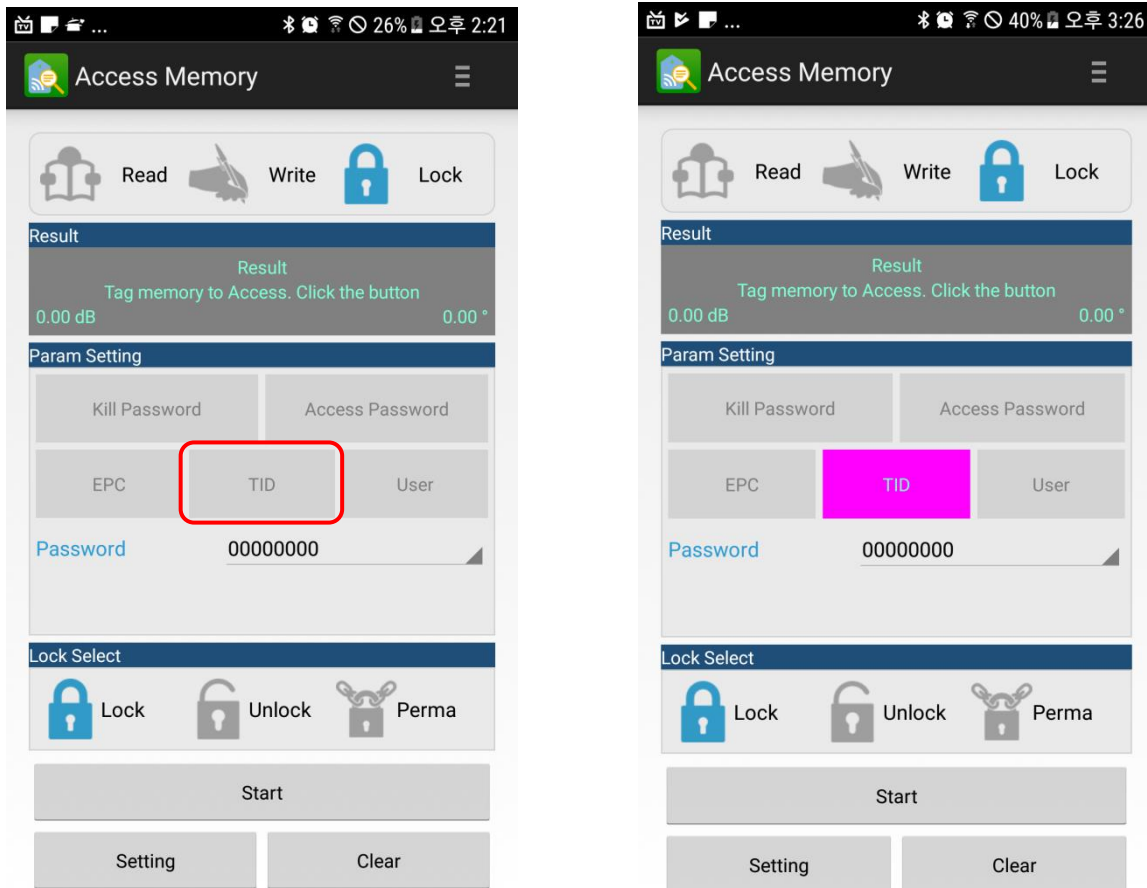 ... 26% 오후 2:21
Access Memory
Read Write Lock
Result
Result
Tag memory to Access. Click the button
0.00 dB 0.00 °
Param Setting
Kill Password Access Password
EPC TID User
Password 00000000
Lock Select
Lock Unlock Perma
Start
Setting Clear
... 40% 오후 3:26
Access Memory
Read Write Lock
Result
Result
Tag memory to Access. Click the button
0.00 dB 0.00 °
Param Setting
Kill Password Access Password
EPC TID User
Password 00000000
Lock Select
Lock Unlock Perma
Start
Setting Clear